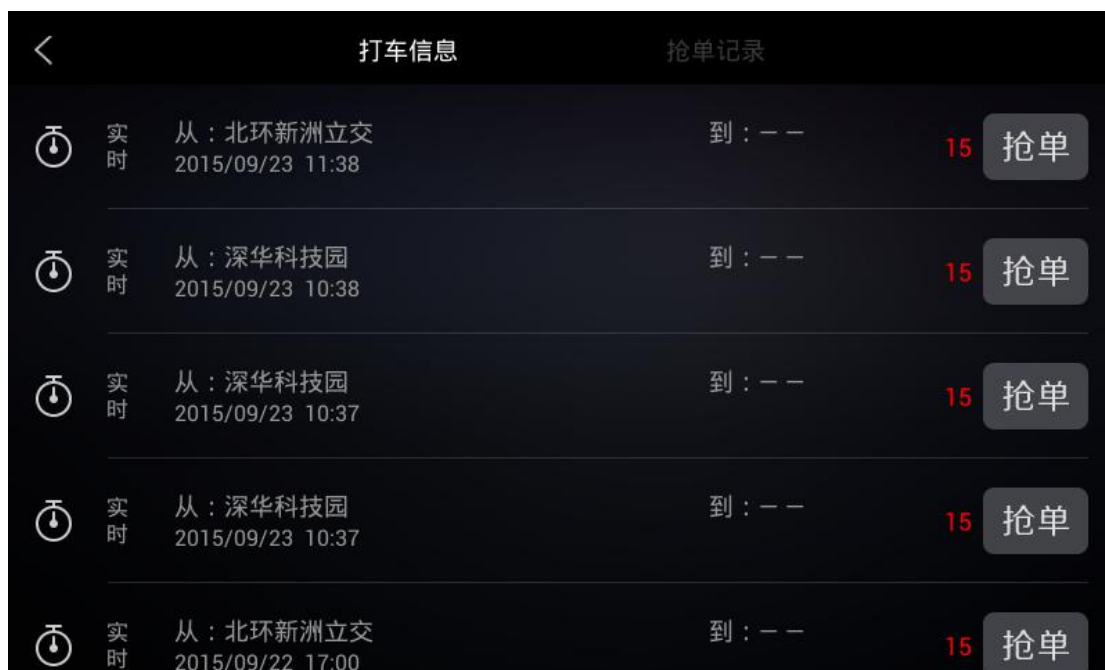 打车信息 抢单记录
实时 从：北环新洲立交 到：－－ 15 抢单
2015/09/23 11:38
实时 从：深华科技园 到：－－ 15 抢单
2015/09/23 10:38
实时 从：深华科技园 到：－－ 15 抢单
2015/09/23 10:37
实时 从：深华科技园 到：－－ 15 抢单
2015/09/23 10:37
实时 从：北环新洲立交 到：－－ 15 抢单
2015/09/22 17:00